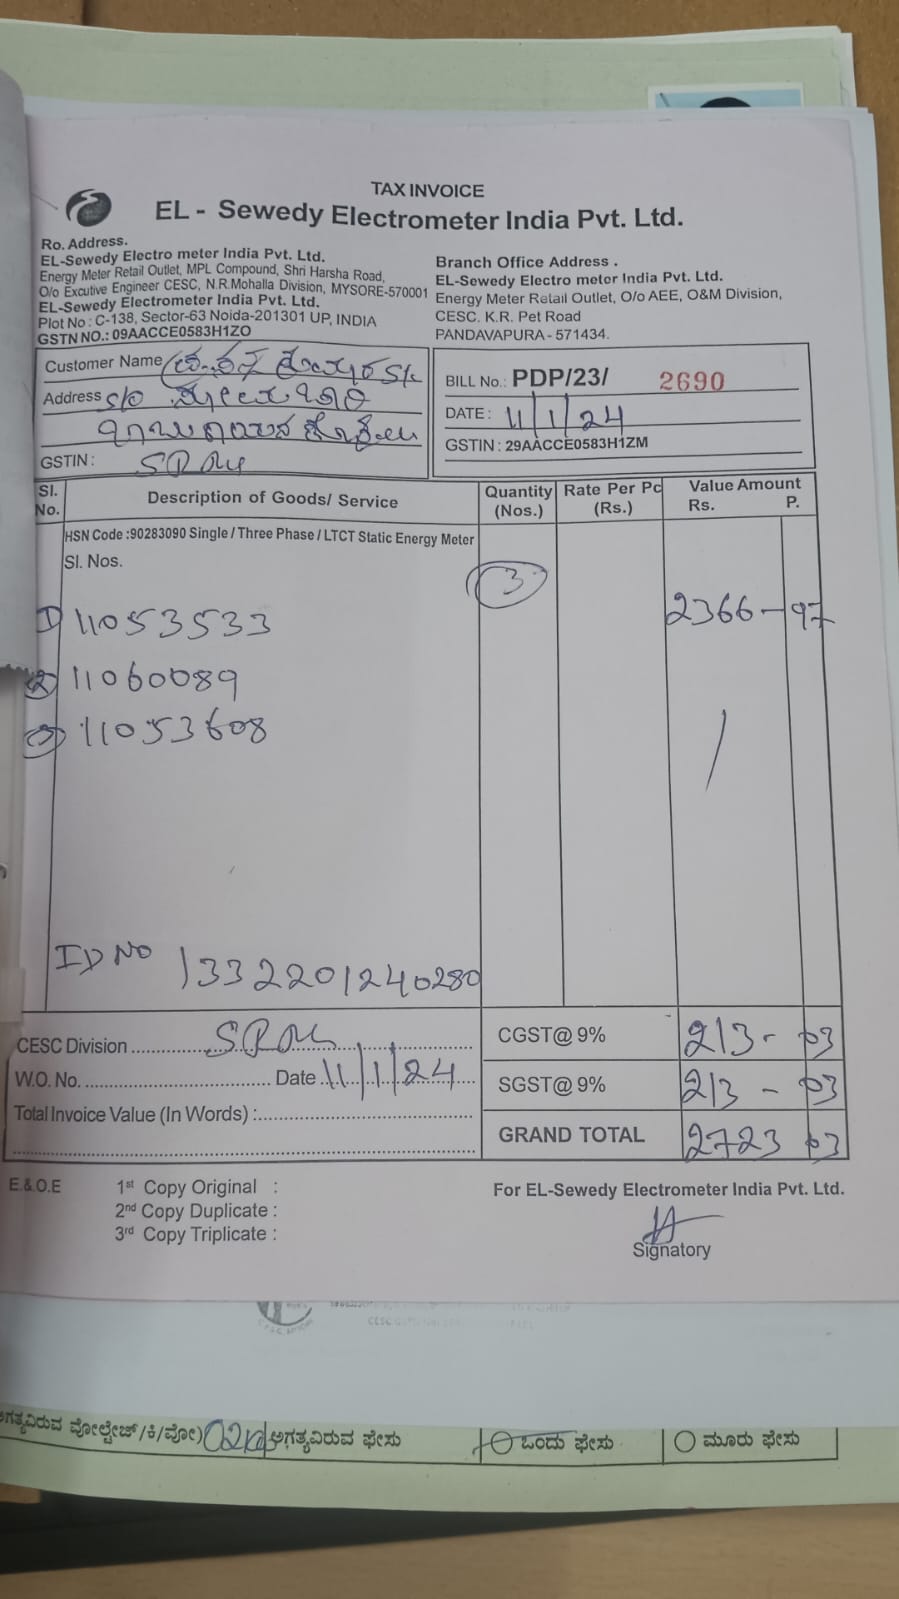 TAX INVOICE
EL - Sewedy Electrometer India Pvt. Ltd.
Ro. Address.
EL-Sewedy Electro meter India Pvt. Ltd.
Energy Meter Retail Outlet, MPL Compound, Shri Harsha Road,
O/o Excutive Engineer CESC, N.R.Mohalla Division, MYSORE-570001
EL-Sewedy Electrometer India Pvt. Ltd.
Plot No : C-138, Sector-63 Noida-201301 UP, INDIA
GSTN NO.: 09AACCE0583H1ZO
Branch Office Address .
EL-Sewedy Electro meter India Pvt. Ltd.
Energy Meter Retail Outlet, O/o AEE, O&M Division,
CESC. K.R. Pet Road
PANDAVAPURA - 571434.
Customer Name
Address S/o
GSTIN :
BILL No.: PDP/23/ 2690
DATE : 11/1/24
GSTIN : 29AACCE0583H1ZM
Sl. No. Description of Goods/ Service Quantity (Nos.) Rate Per Pc (Rs.) Value Amount Rs. P.
HSN Code :90283090 Single / Three Phase / LTCT Static Energy Meter
Sl. Nos.
3
1) 11053533 2366-97
2) 11060089
3) 11053608
ID NO 1332201240280
CESC Division
CGST@ 9% 213- 03
W.O. No. Date 11/1/24
SGST@ 9% 213 - 03
Total Invoice Value (In Words) :
GRAND TOTAL 2723 03
E.& O.E 1st Copy Original :
2nd Copy Duplicate :
3rd Copy Triplicate :
For EL-Sewedy Electrometer India Pvt. Ltd.
Signatory
ಅಗತ್ಯವಿರುವ ವೋಲ್ಟೇಜ್/ಕಿ/ವೋ) ಅಗತ್ಯವಿರುವ ಫೇಸು ಒಂದು ಫೇಸು ಮೂರು ಫೇಸು